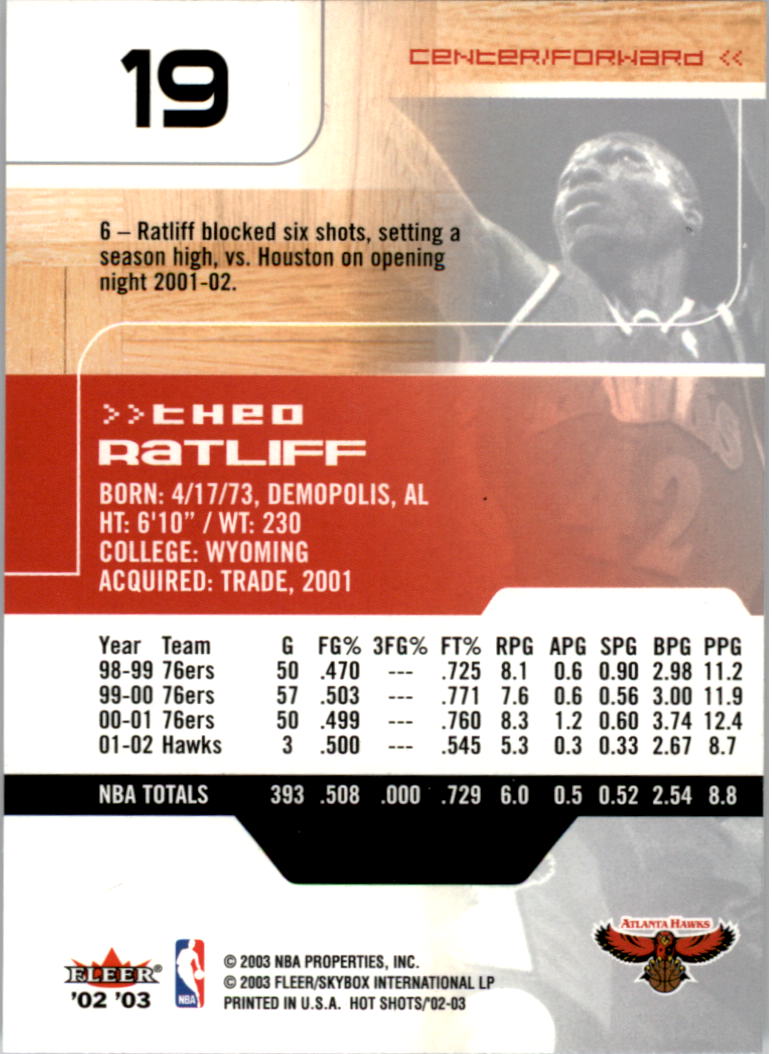 19
CENTER/FORWARD <<
6 – Ratliff blocked six shots, setting a
season high, vs. Houston on opening
night 2001-02.
>>THEO
RATLIFF
BORN: 4/17/73, DEMOPOLIS, AL
HT: 6'10" / WT: 230
COLLEGE: WYOMING
ACQUIRED: TRADE, 2001
Year Team G FG% 3FG% FT% RPG APG SPG BPG PPG
98-99 76ers 50 .470 --- .725 8.1 0.6 0.90 2.98 11.2
99-00 76ers 57 .503 --- .771 7.6 0.6 0.56 3.00 11.9
00-01 76ers 50 .499 --- .760 8.3 1.2 0.60 3.74 12.4
01-02 Hawks 3 .500 --- .545 5.3 0.3 0.33 2.67 8.7
NBA TOTALS 393 .508 .000 .729 6.0 0.5 0.52 2.54 8.8
ATLANTA HAWKS
FLEER®
'02 '03
NBA
© 2003 NBA PROPERTIES, INC.
© 2003 FLEER/SKYBOX INTERNATIONAL LP
PRINTED IN U.S.A. HOT SHOTS/'02-03